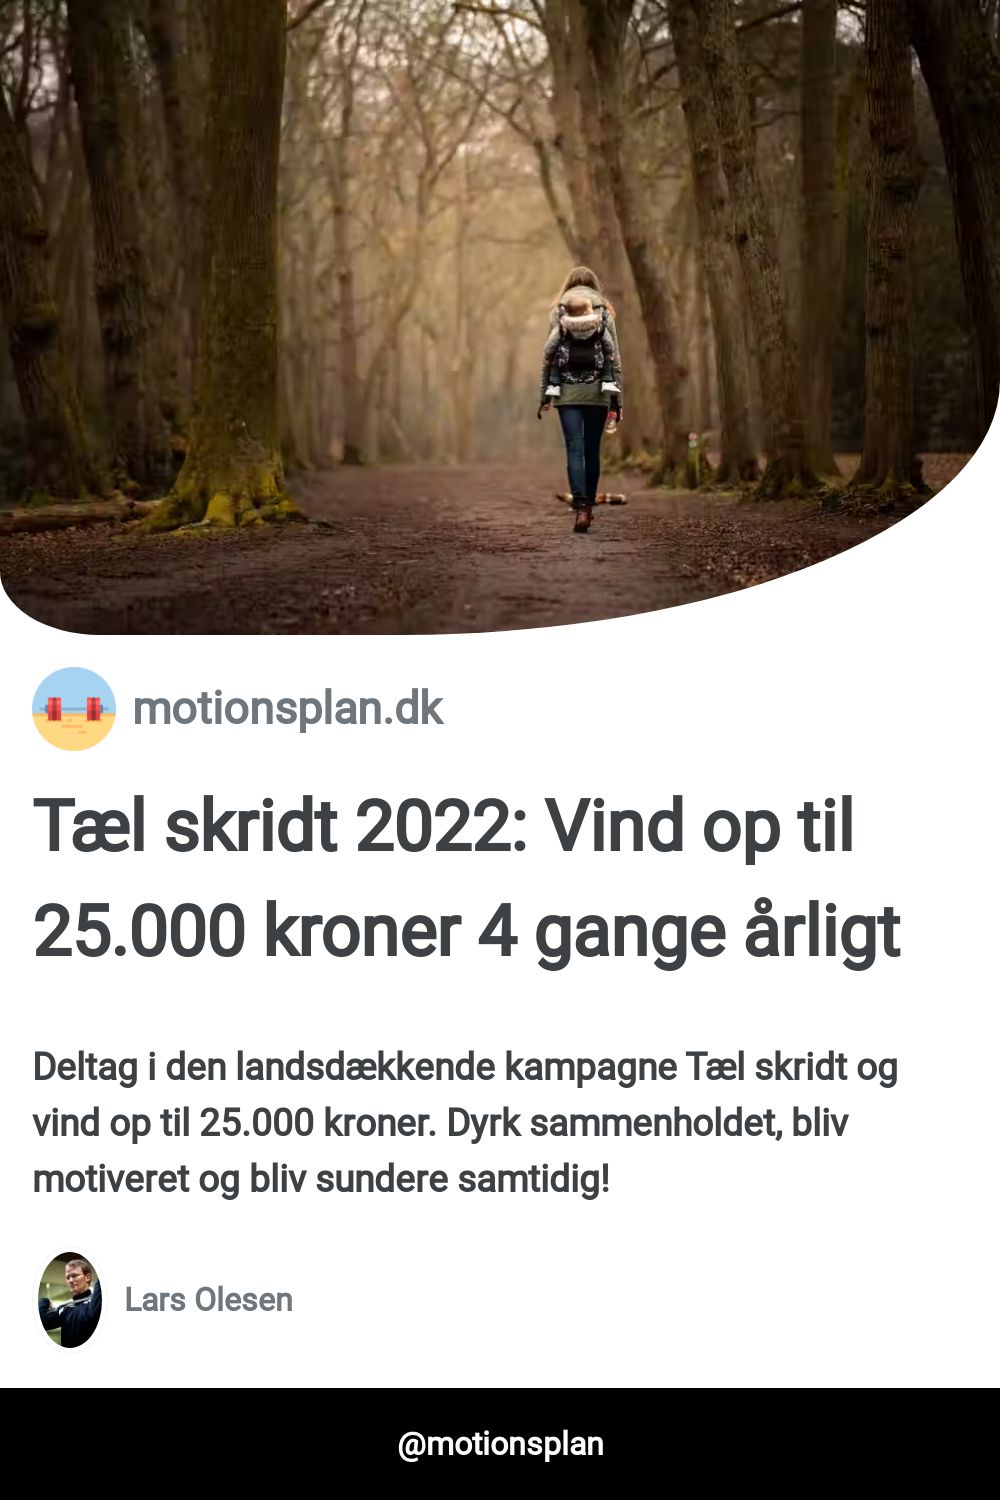 motionsplan.dk
Tæl skridt 2022: Vind op til
25.000 kroner 4 gange årligt
Deltag i den landsdækkende kampagne Tæl skridt og
vind op til 25.000 kroner. Dyrk sammenholdet, bliv
motiveret og bliv sundere samtidig!
Lars Olesen
@motionsplan